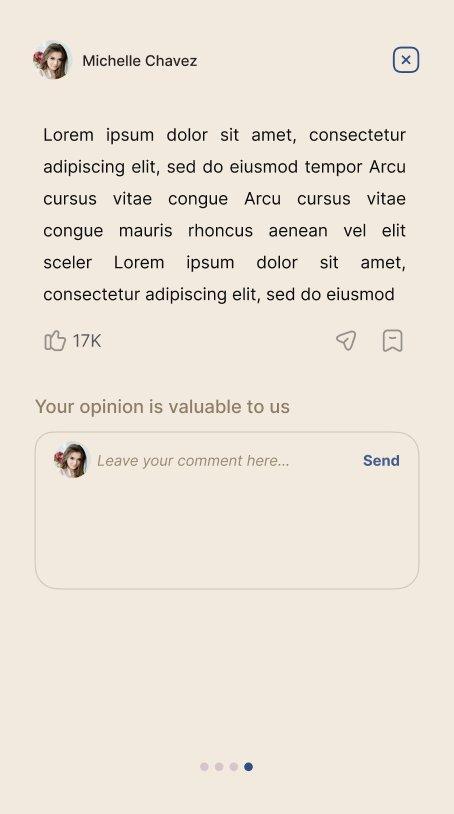 Michelle Chavez
Lorem ipsum dolor sit amet, consectetur
adipiscing elit, sed do eiusmod tempor Arcu
cursus vitae congue Arcu cursus vitae
congue mauris rhoncus aenean vel elit
sceler Lorem ipsum dolor sit amet,
consectetur adipiscing elit, sed do eiusmod
17K
Your opinion is valuable to us
Leave your comment here... Send